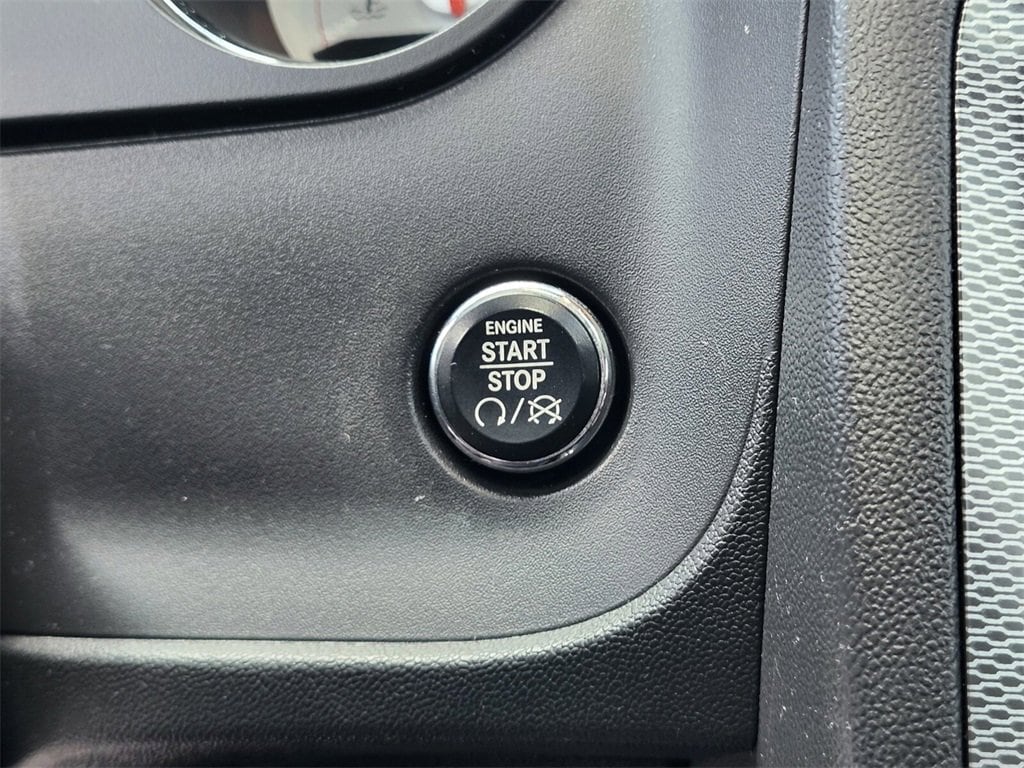 ENGINE
START
STOP
/